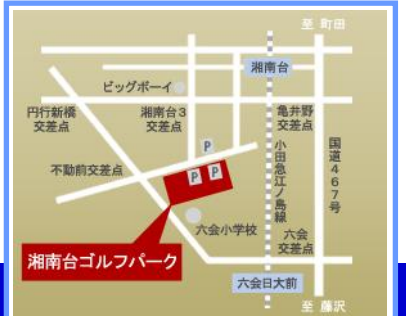 至 町田
湘南台
ビッグボーイ
円行新橋
交差点
湘南台3
交差点
亀井野
交差点
P
不動前交差点
P P
小田急江ノ島線
国道467号
六会小学校
六会
交差点
湘南台ゴルフパーク
六会日大前
至 藤沢